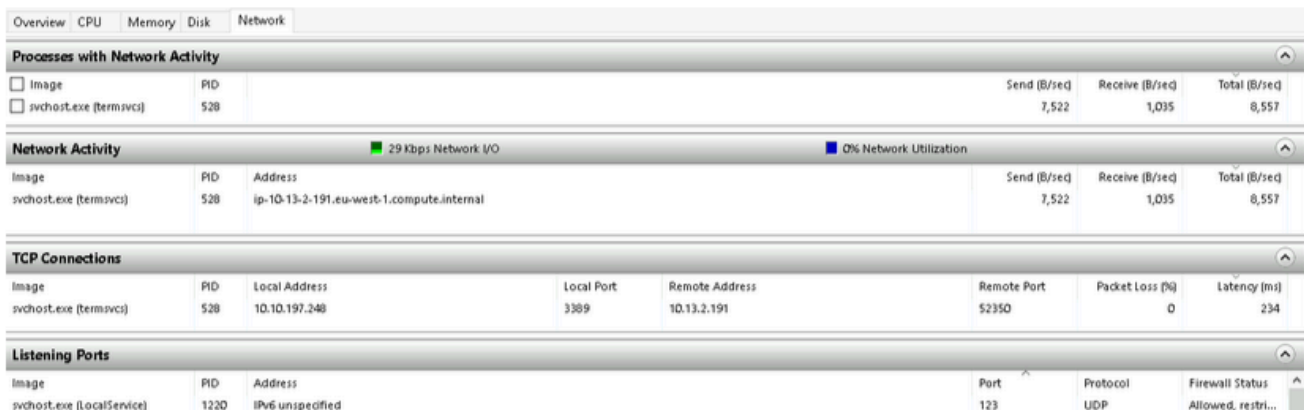 Overview CPU Memory Disk Network
Processes with Network Activity
Image PID Send (B/sec) Receive (B/sec) Total (B/sec)
svchost.exe (termsvcs) 528 7,522 1,035 8,557
Network Activity 29 Kbps Network I/O 0% Network Utilization
Image PID Address Send (B/sec) Receive (B/sec) Total (B/sec)
svchost.exe (termsvcs) 528 ip-10-13-2-191.eu-west-1.compute.internal 7,522 1,035 8,557
TCP Connections
Image PID Local Address Local Port Remote Address Remote Port Packet Loss (%) Latency (ms)
svchost.exe (termsvcs) 528 10.10.197.248 3389 10.13.2.191 52350 0 234
Listening Ports
Image PID Address Port Protocol Firewall Status
svchost.exe (LocalService) 1220 IPv6 unspecified 123 UDP Allowed, restri...